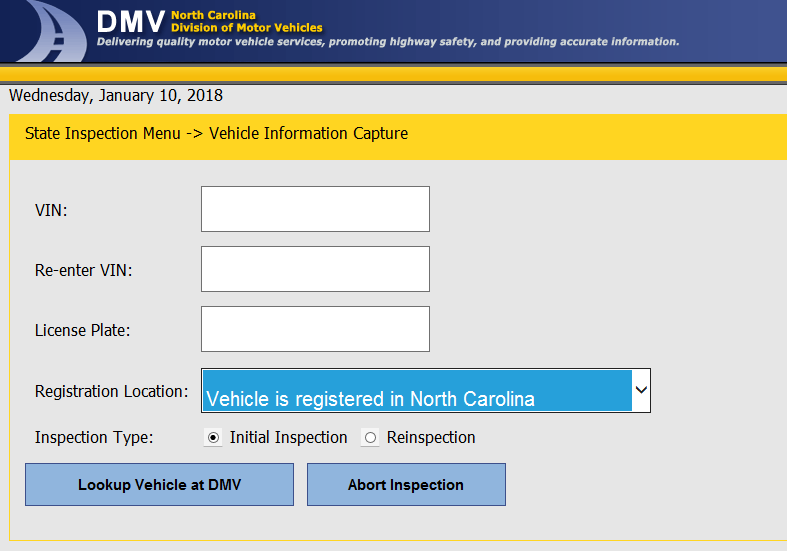 DMV North Carolina
Division of Motor Vehicles
Delivering quality motor vehicle services, promoting highway safety, and providing accurate information.
Wednesday, January 10, 2018
State Inspection Menu -> Vehicle Information Capture
VIN:
Re-enter VIN:
License Plate:
Registration Location: Vehicle is registered in North Carolina
Inspection Type: Initial Inspection Reinspection
Lookup Vehicle at DMV Abort Inspection